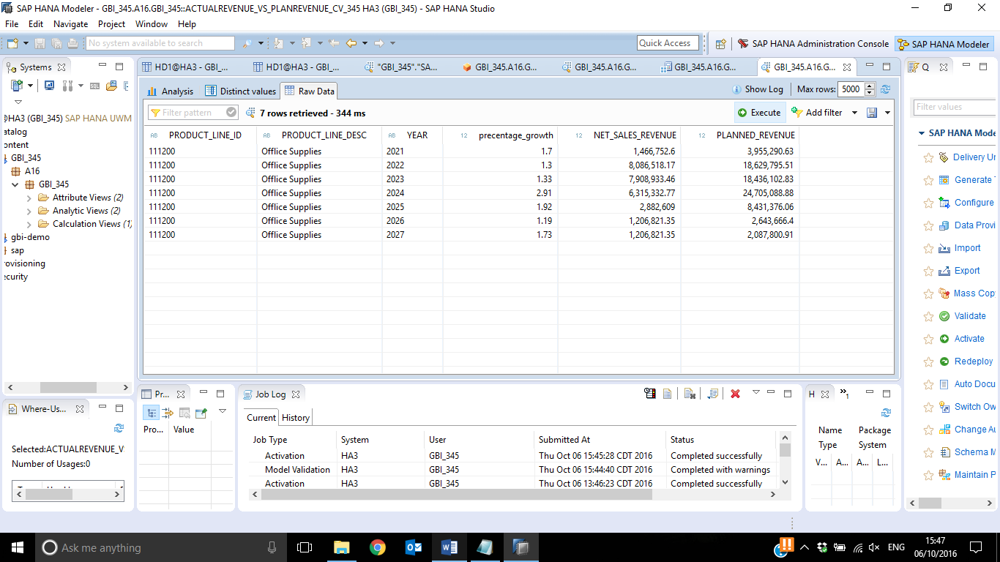 SAP HANA Modeler - GBI_345.A16.GBI_345::ACTUALREVENUE_VS_PLANREVENUE_CV_345 HA3 (GBI_345) - SAP HANA Studio
File Edit Navigate Project Window Help
No system available to search
Quick Access
SAP HANA Administration Console
SAP HANA Modeler
Systems
@HA3 (GBI_345) SAP HANA UWM
atalog
ontent
GBI_345
A16
GBI_345
Attribute Views (2)
Analytic Views (2)
Calculation Views (1)
gbi-demo
sap
rovisioning
ecurity
HD1@HA3 - GBI_... HD1@HA3 - GBI_... "GBI_345"."SA... GBI_345.A16.G... GBI_345.A16.G... GBI_345.A16.G... GBI_345.A16.G...
Analysis Distinct values Raw Data Show Log Max rows: 5000
Filter pattern 7 rows retrieved - 344 ms Execute Add filter
AB PRODUCT_LINE_ID AB PRODUCT_LINE_DESC AB YEAR 12 precentage_growth 12 NET_SALES_REVENUE 12 PLANNED_REVENUE
111200 Office Supplies 2021 1.7 1,466,752.6 3,955,290.63
111200 Office Supplies 2022 1.3 8,086,518.17 18,629,795.51
111200 Office Supplies 2023 1.33 7,908,933.46 18,436,102.83
111200 Office Supplies 2024 2.91 6,315,332.77 24,705,088.88
111200 Office Supplies 2025 1.92 2,882,609 8,431,376.06
111200 Office Supplies 2026 1.19 1,206,821.35 2,643,666.4
111200 Office Supplies 2027 1.73 1,206,821.35 2,087,800.91
Q
Filter values
SAP HANA Mode
Delivery Un
Generate
Configure
Data Provi
Import
Export
Mass Cop
Validate
Activate
Redeploy
Auto Docu
Switch Ow
Change Au
Schema M
Maintain P
Where-Us...
Selected:ACTUALREVENUE_V
Number of Usages:0
Pr...
Pro... Value
Job Log
Current History
Job Type System User Submitted At Status
Activation HA3 GBI_345 Thu Oct 06 15:45:28 CDT 2016 Completed successfully
Model Validation HA3 GBI_345 Thu Oct 06 15:44:40 CDT 2016 Completed with warnings
Activation HA3 GBI_345 Thu Oct 06 13:46:23 CDT 2016 Completed successfully
H »1
Name Package
Type System
V... A... A... L...
Ask me anything
ENG
15:47
06/10/2016